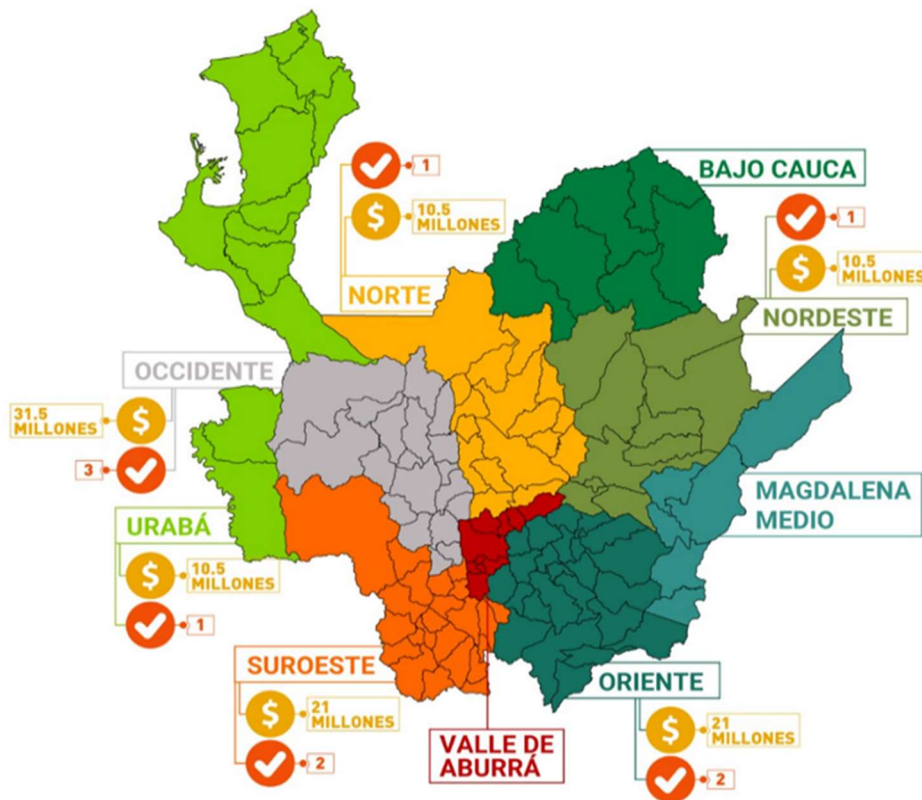 1
10.5
MILLONES
NORTE
BAJO CAUCA
1
10.5
MILLONES
NORDESTE
OCCIDENTE
31.5
MILLONES
3
MAGDALENA
MEDIO
URABÁ
10.5
MILLONES
1
SUROESTE
21
MILLONES
2
VALLE DE
ABURRÁ
ORIENTE
21
MILLONES
2